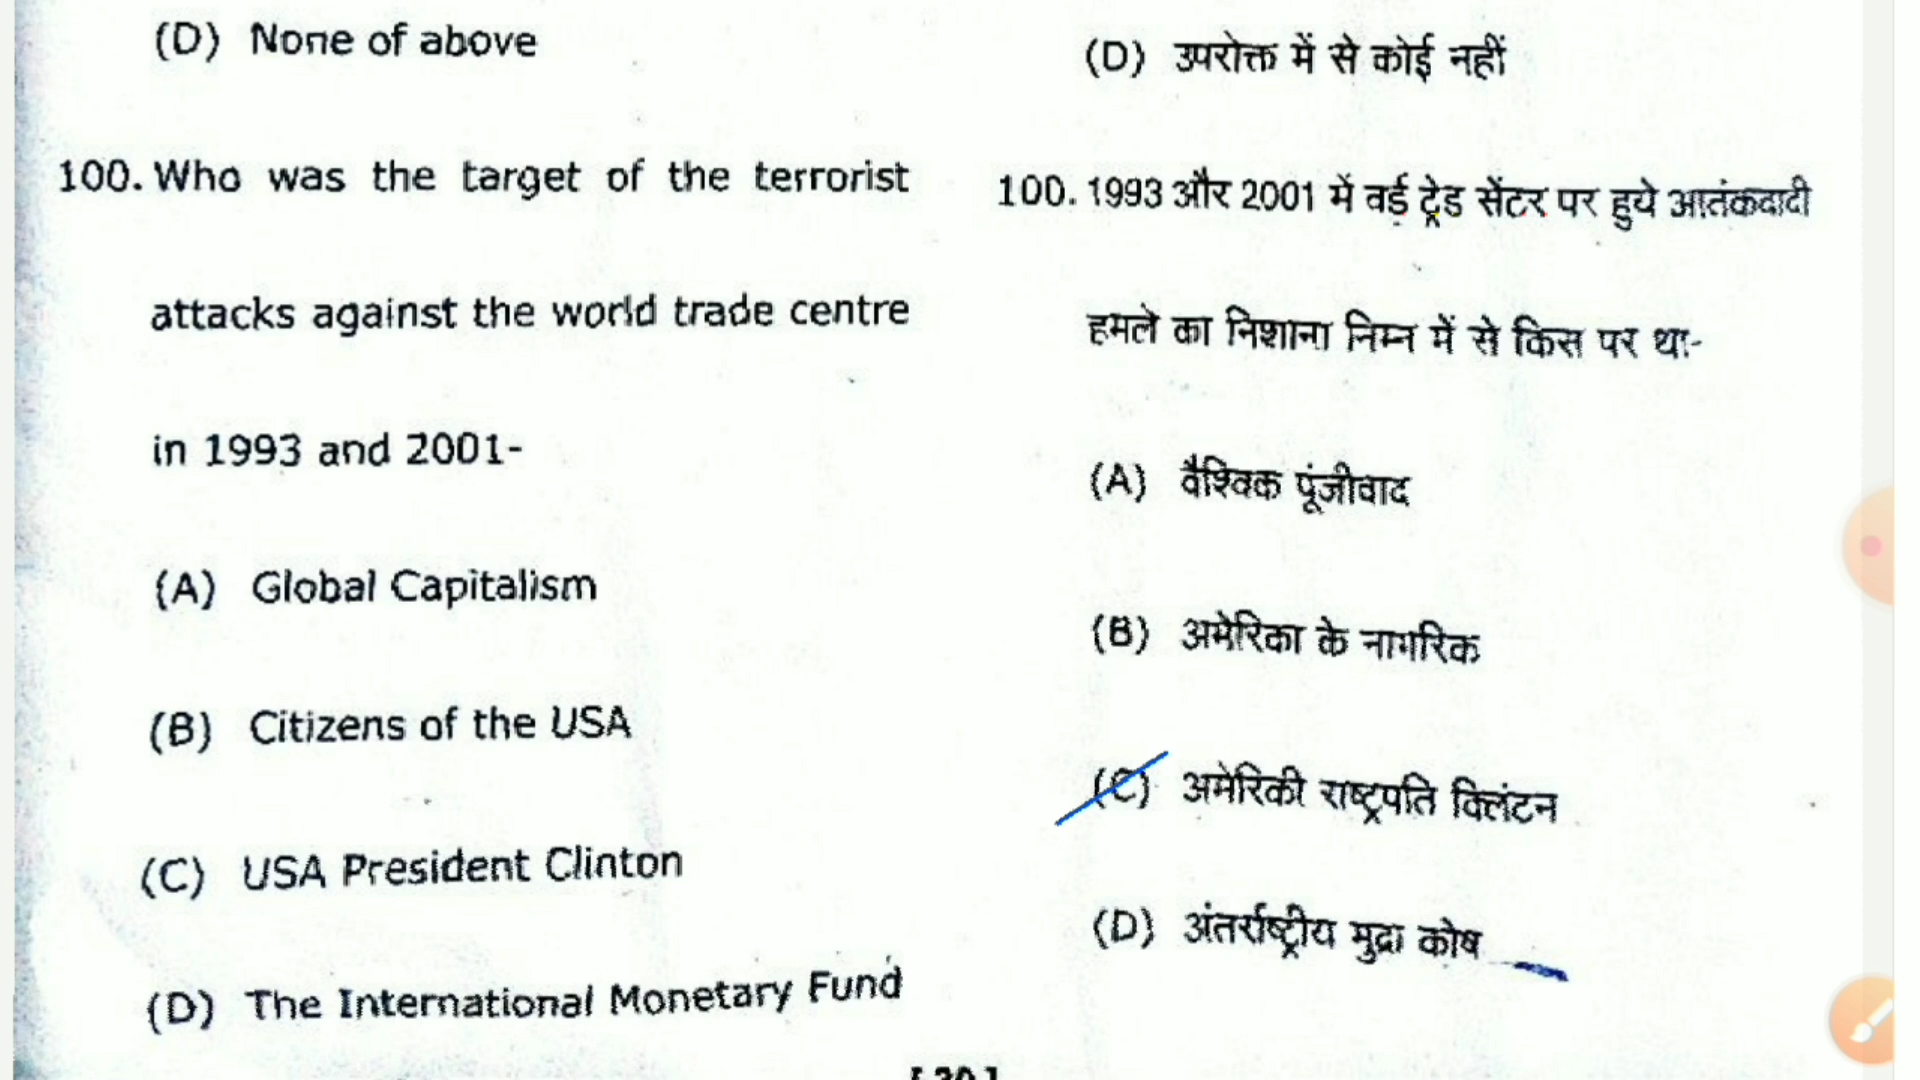 (D) None of above
100. Who was the target of the terrorist
attacks against the world trade centre
in 1993 and 2001-
(A) Global Capitalism
(B) Citizens of the USA
(C) USA President Clinton
(D) The International Monetary Fund
(D) उपरोक्त में से कोई नहीं
100. 1993 और 2001 में वर्ड ट्रेड सेंटर पर हुये आतंकवादी
हमले का निशाना निम्न में से किस पर था-
(A) वैश्विक पूंजीवाद
(B) अमेरिका के नागरिक
(C) अमेरिकी राष्ट्रपति क्लिंटन
(D) अंतर्राष्ट्रीय मुद्रा कोष